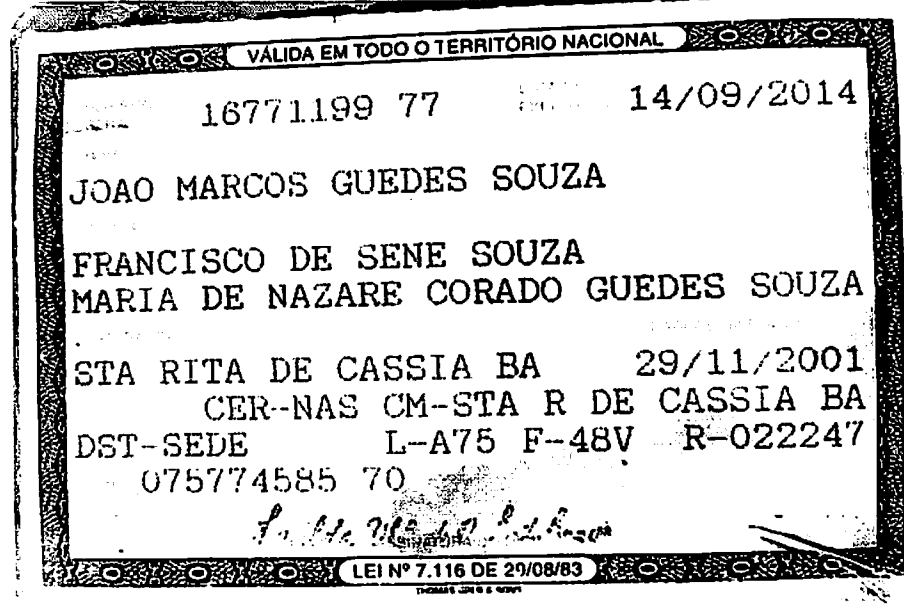 VÁLIDA EM TODO O TERRITÓRIO NACIONAL
16771199 77 14/09/2014
JOAO MARCOS GUEDES SOUZA
FRANCISCO DE SENE SOUZA
MARIA DE NAZARE CORADO GUEDES SOUZA
STA RITA DE CASSIA BA 29/11/2001
CER-NAS CM-STA R DE CASSIA BA
DST-SEDE L-A75 F-48V R-022247
075774585 70
LEI Nº 7.116 DE 29/08/83